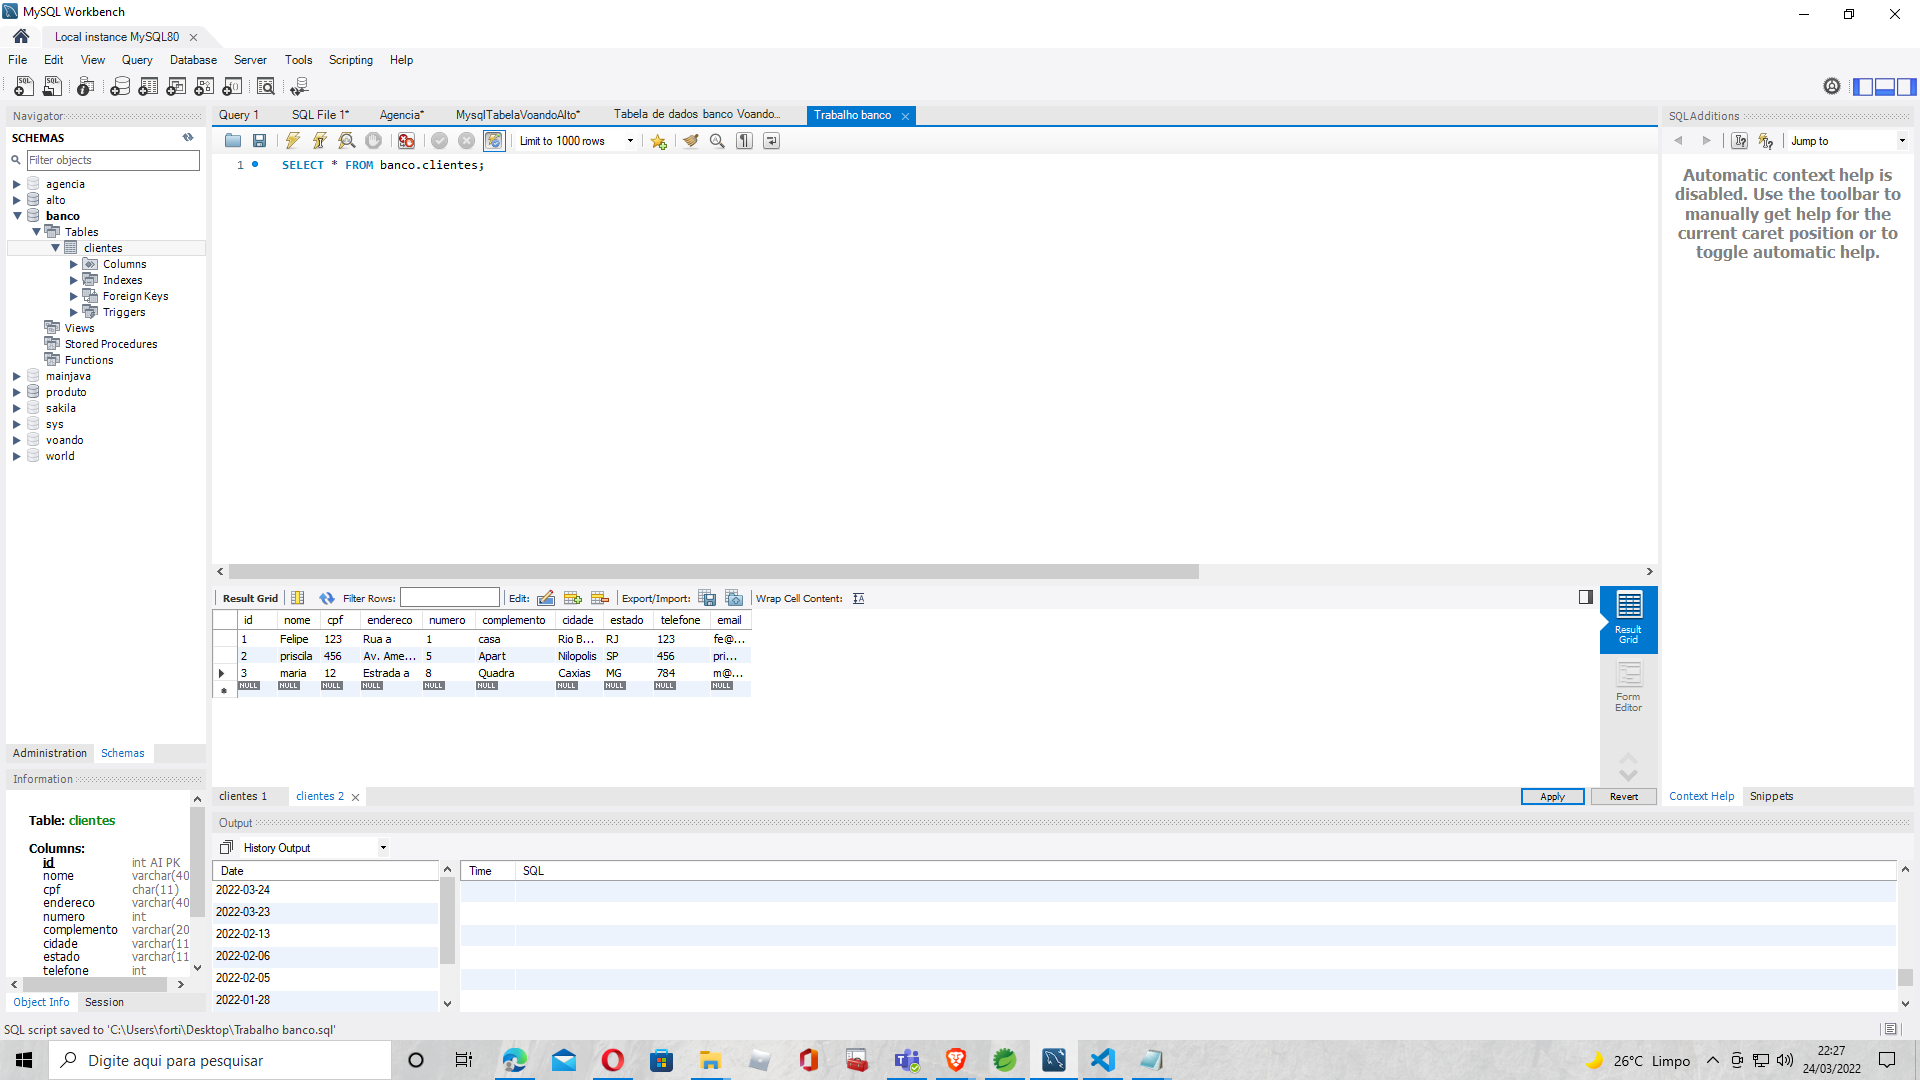 MySQL Workbench
Local instance MySQL80
File Edit View Query Database Server Tools Scripting Help
Navigator
SCHEMAS
Filter objects
agencia
alto
banco
Tables
clientes
Columns
Indexes
Foreign Keys
Triggers
Views
Stored Procedures
Functions
mainjava
produto
sakila
sys
voando
world
Administration Schemas
Information
Table: clientes
Columns:
id int AI PK
nome varchar(40
cpf char(11)
endereco varchar(40
numero int
complemento varchar(20
cidade varchar(11
estado varchar(11
telefone int
Object Info Session
Query 1 SQL File 1* Agencia* MysqlTabelaVoandoAlto* Tabela de dados banco Voando... Trabalho banco
Limit to 1000 rows
1 SELECT * FROM banco.clientes;
Result Grid Filter Rows: Edit: Export/Import: Wrap Cell Content:
id nome cpf endereco numero complemento cidade estado telefone email
1 Felipe 123 Rua a 1 casa Rio B... RJ 123 fe@...
2 priscila 456 Av. Ame... 5 Apart Nilopolis SP 456 pri...
3 maria 12 Estrada a 8 Quadra Caxias MG 784 m@...
NULL NULL NULL NULL NULL NULL NULL NULL NULL NULL
Result Grid
Form Editor
clientes 1 clientes 2 Apply Revert
Output
History Output
Date Time SQL
2022-03-24
2022-03-23
2022-02-13
2022-02-06
2022-02-05
2022-01-28
SQLAdditions
Jump to
Automatic context help is
disabled. Use the toolbar to
manually get help for the
current caret position or to
toggle automatic help.
Context Help Snippets
SQL script saved to 'C:\Users\forti\Desktop\Trabalho banco.sql'
Digite aqui para pesquisar
26°C Limpo
22:27
24/03/2022